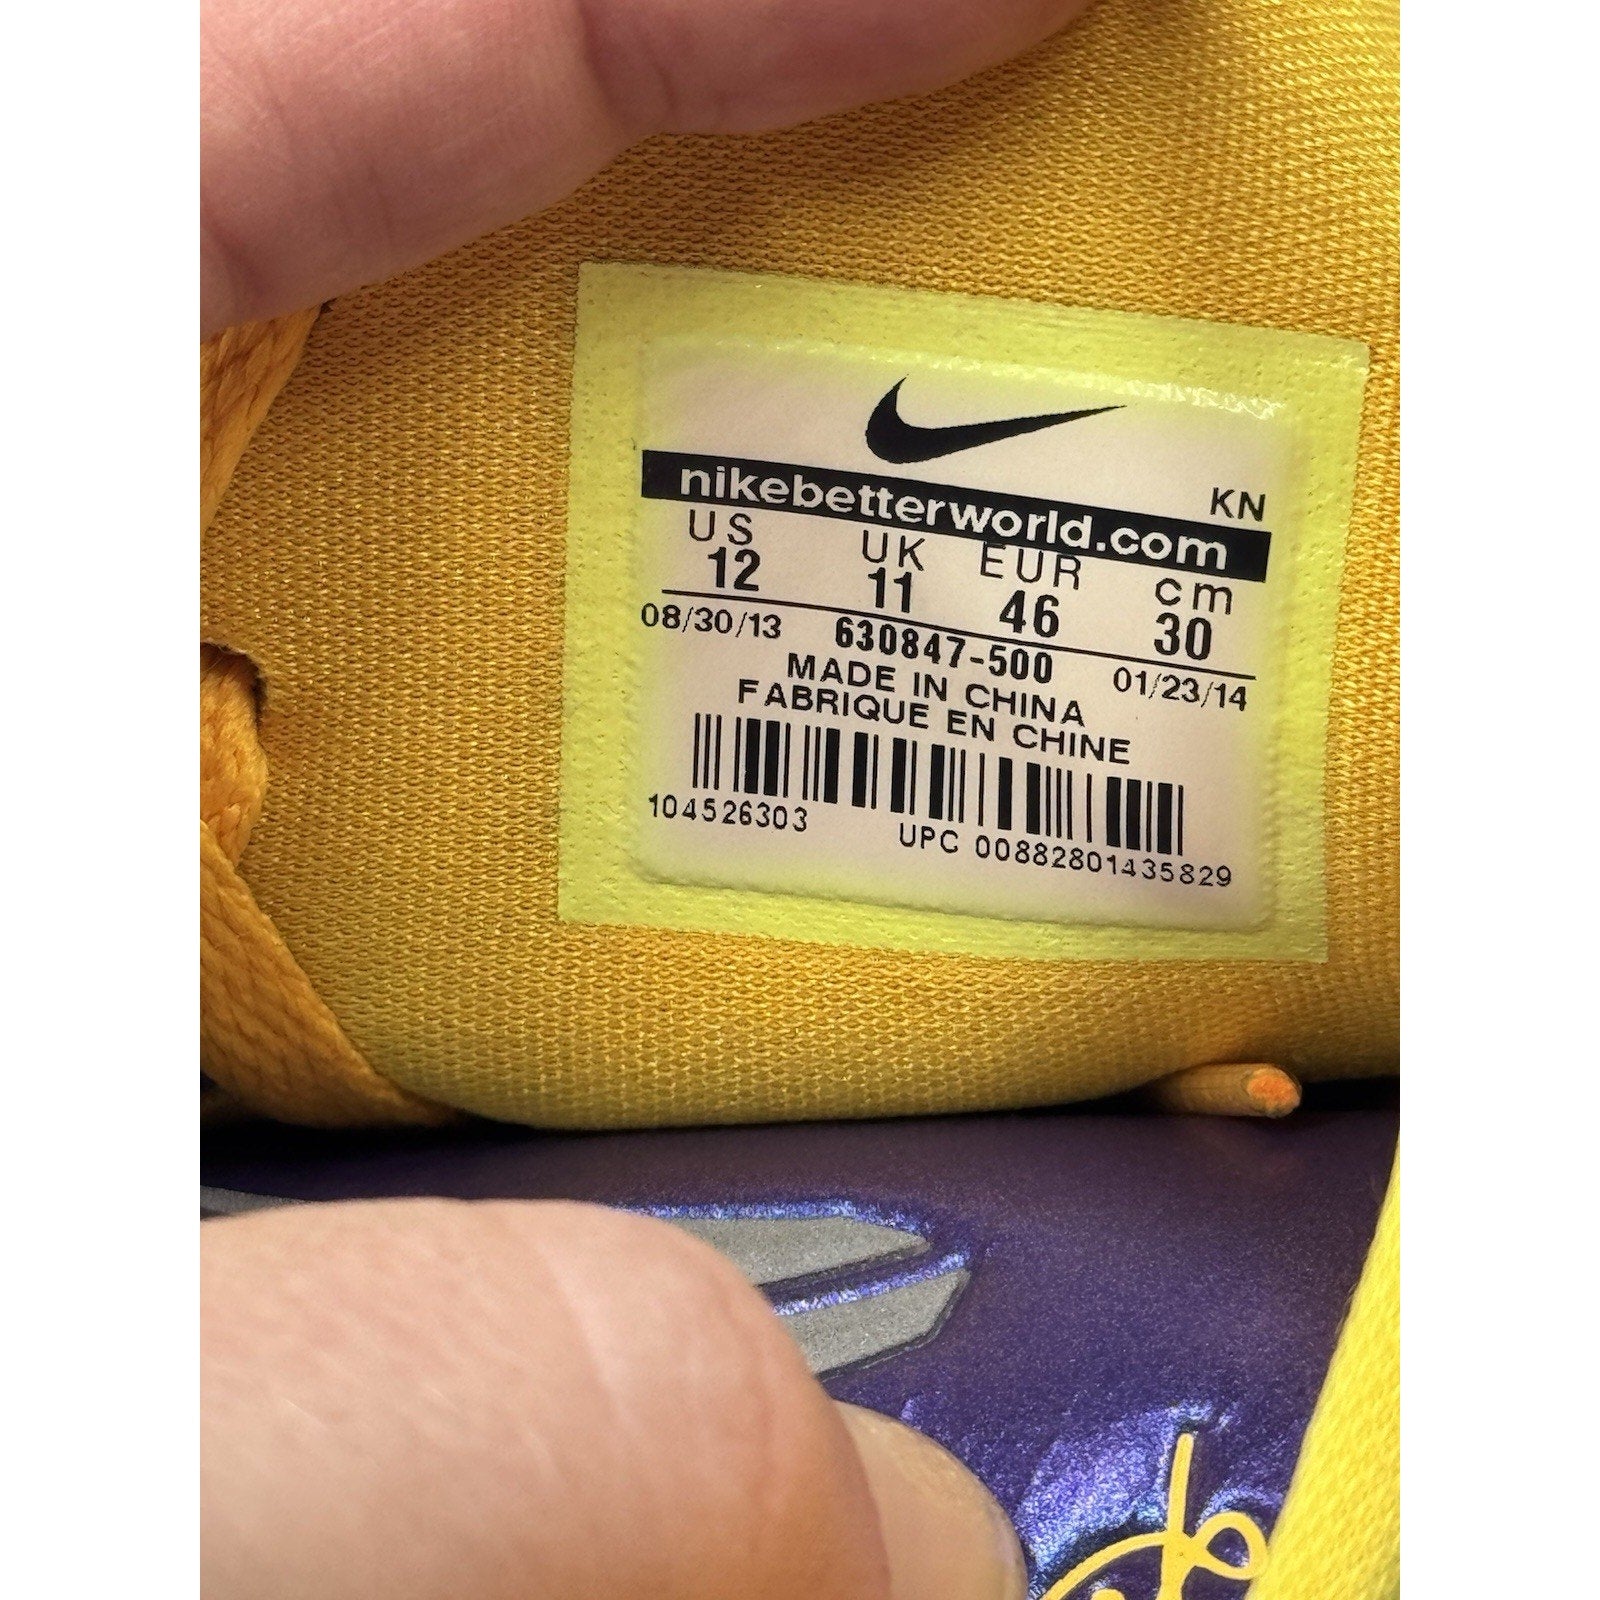 KN
nikebetterworld.com
US UK EUR cm
12 11 46 30
08/30/13 630847-500 01/23/14
MADE IN CHINA
FABRIQUE EN CHINE
104526303 UPC 00882801435829